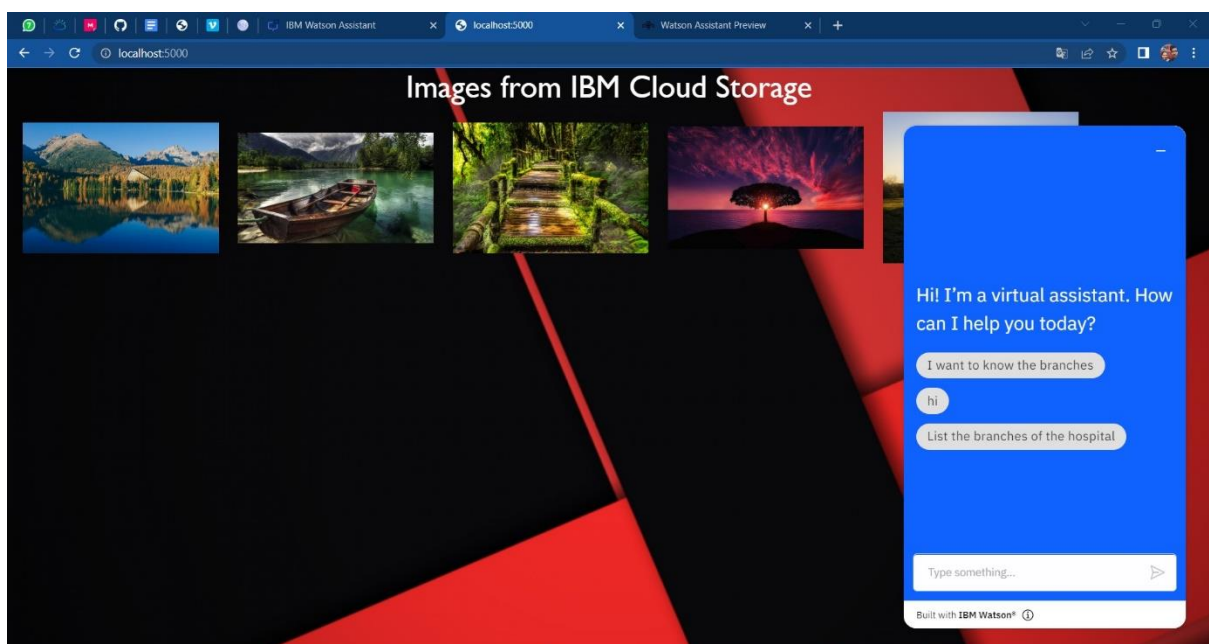 IBM Watson Assistant
localhost:5000
Watson Assistant Preview
localhost:5000
Images from IBM Cloud Storage
Hi! I'm a virtual assistant. How
can I help you today?
I want to know the branches
hi
List the branches of the hospital
Type something...
Built with IBM Watson®